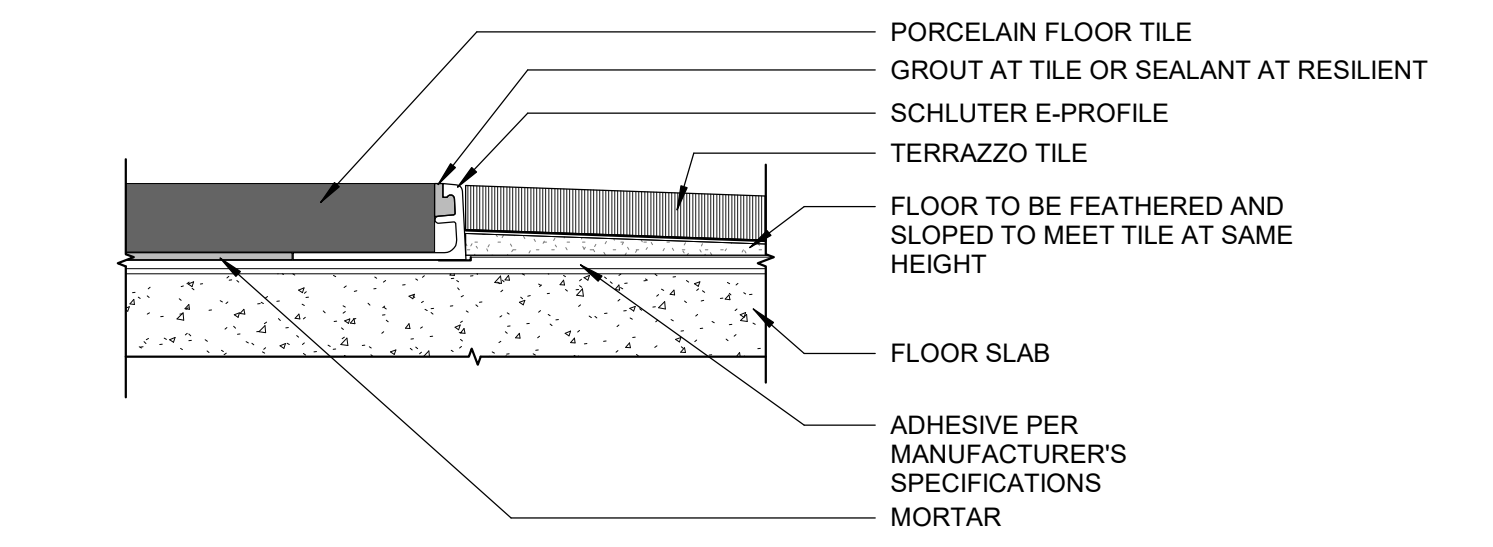 PORCELAIN FLOOR TILE
GROUT AT TILE OR SEALANT AT RESILIENT
SCHLUTER E-PROFILE
TERRAZZO TILE
FLOOR TO BE FEATHERED AND
SLOPED TO MEET TILE AT SAME
HEIGHT
FLOOR SLAB
ADHESIVE PER
MANUFACTURER'S
SPECIFICATIONS
MORTAR